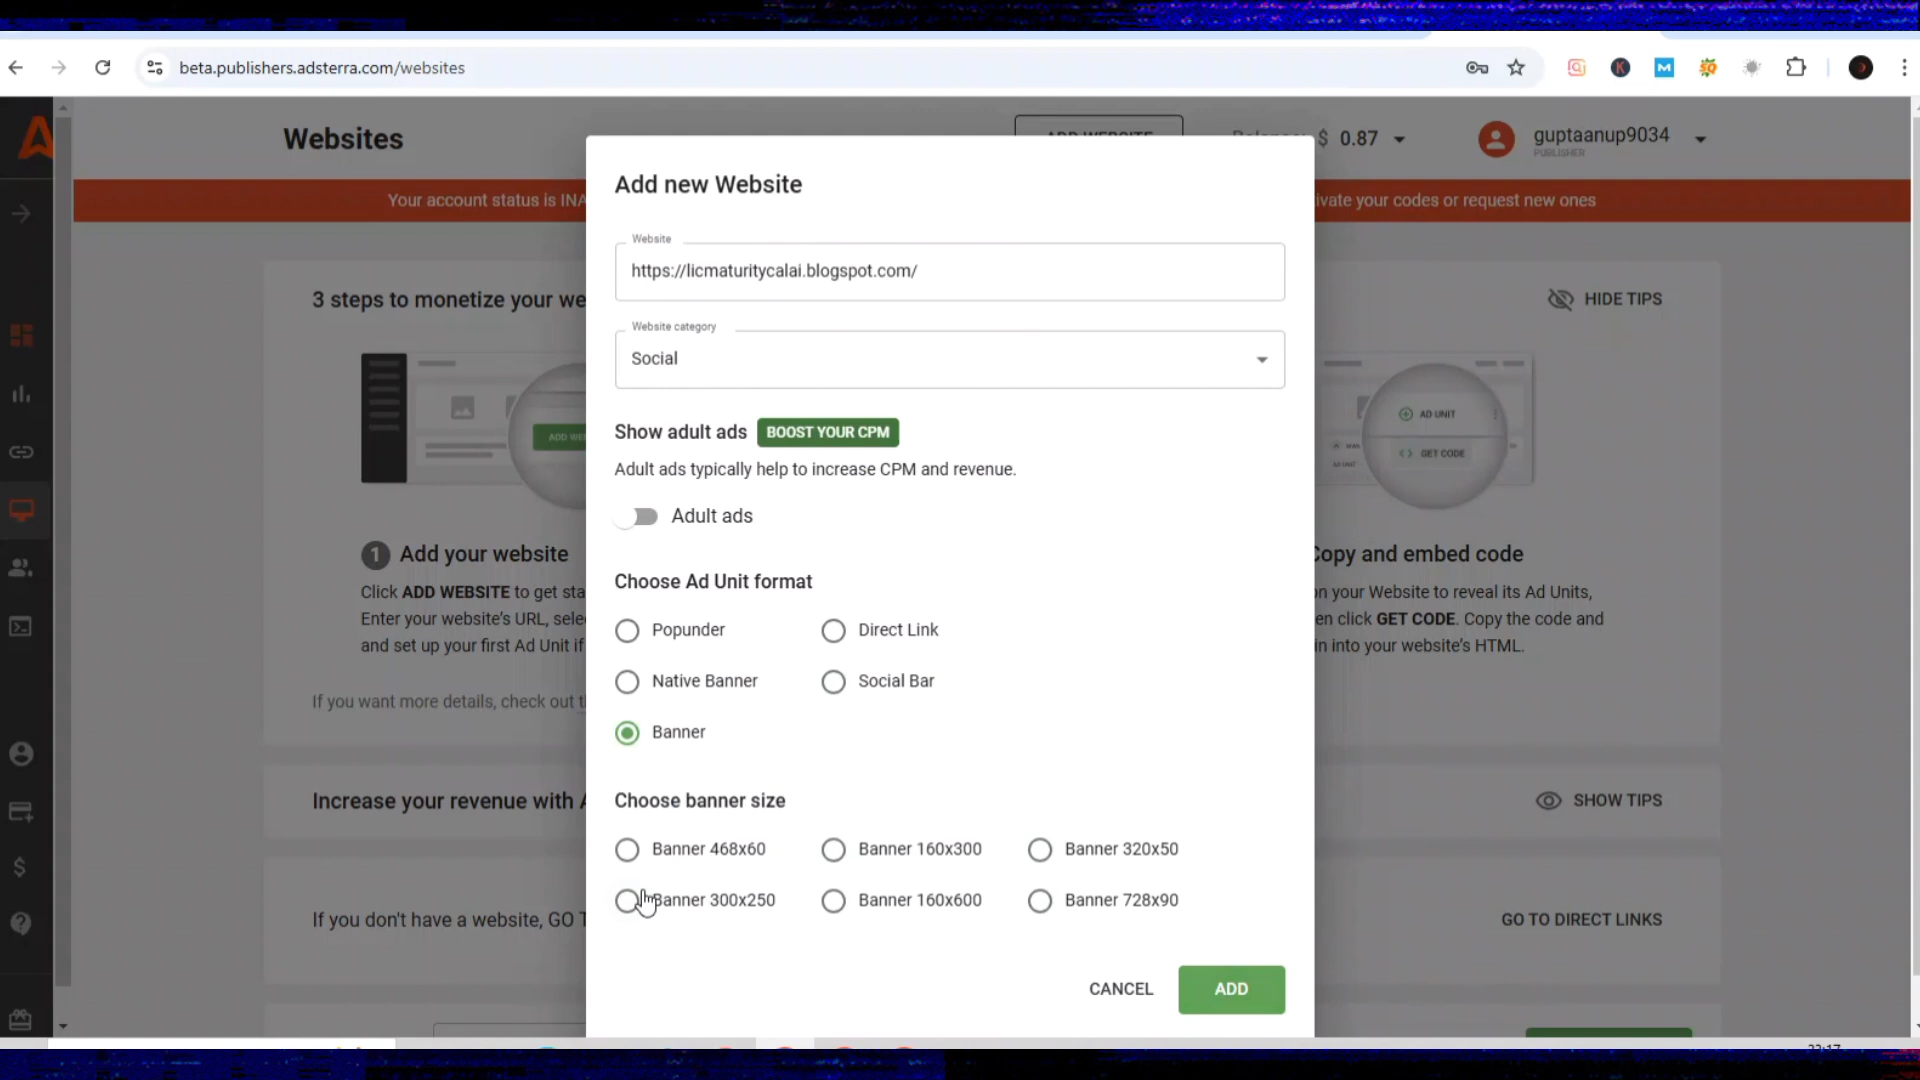 beta.publishers.adsterra.com/websites
Websites
$ 0.87
guptaanup9034
PUBLISHER
Your account status is INA
ivate your codes or request new ones
Add new Website
Website
https://licmaturitycalai.blogspot.com/
3 steps to monetize your we
HIDE TIPS
Website category
Social
AD UNIT
Show adult ads BOOST YOUR CPM
GET CODE
Adult ads typically help to increase CPM and revenue.
Adult ads
1 Add your website
Copy and embed code
Choose Ad Unit format
Click ADD WEBSITE to get sta
on your Website to reveal its Ad Units,
Enter your website's URL, sele
en click GET CODE. Copy the code and
and set up your first Ad Unit if
in into your website's HTML.
Popunder Direct Link
Native Banner Social Bar
If you want more details, check out t
Banner
Increase your revenue with
Choose banner size
SHOW TIPS
Banner 468x60 Banner 160x300 Banner 320x50
Banner 300x250 Banner 160x600 Banner 728x90
If you don't have a website, GO T
GO TO DIRECT LINKS
CANCEL ADD